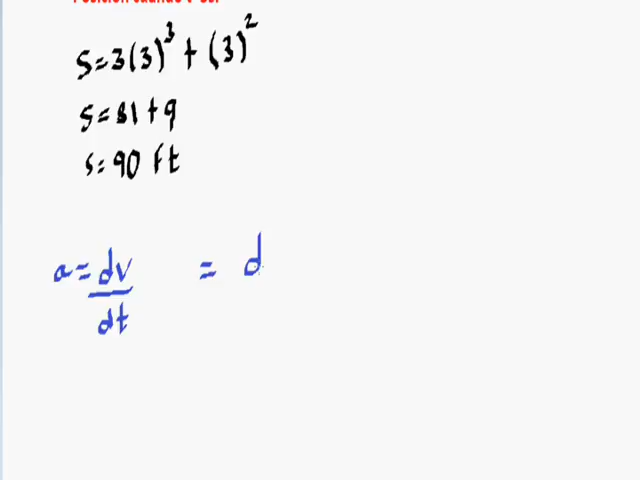 S=3(3)³+(3)²
S=81+9
S=90 ft
a=dv/dt = d